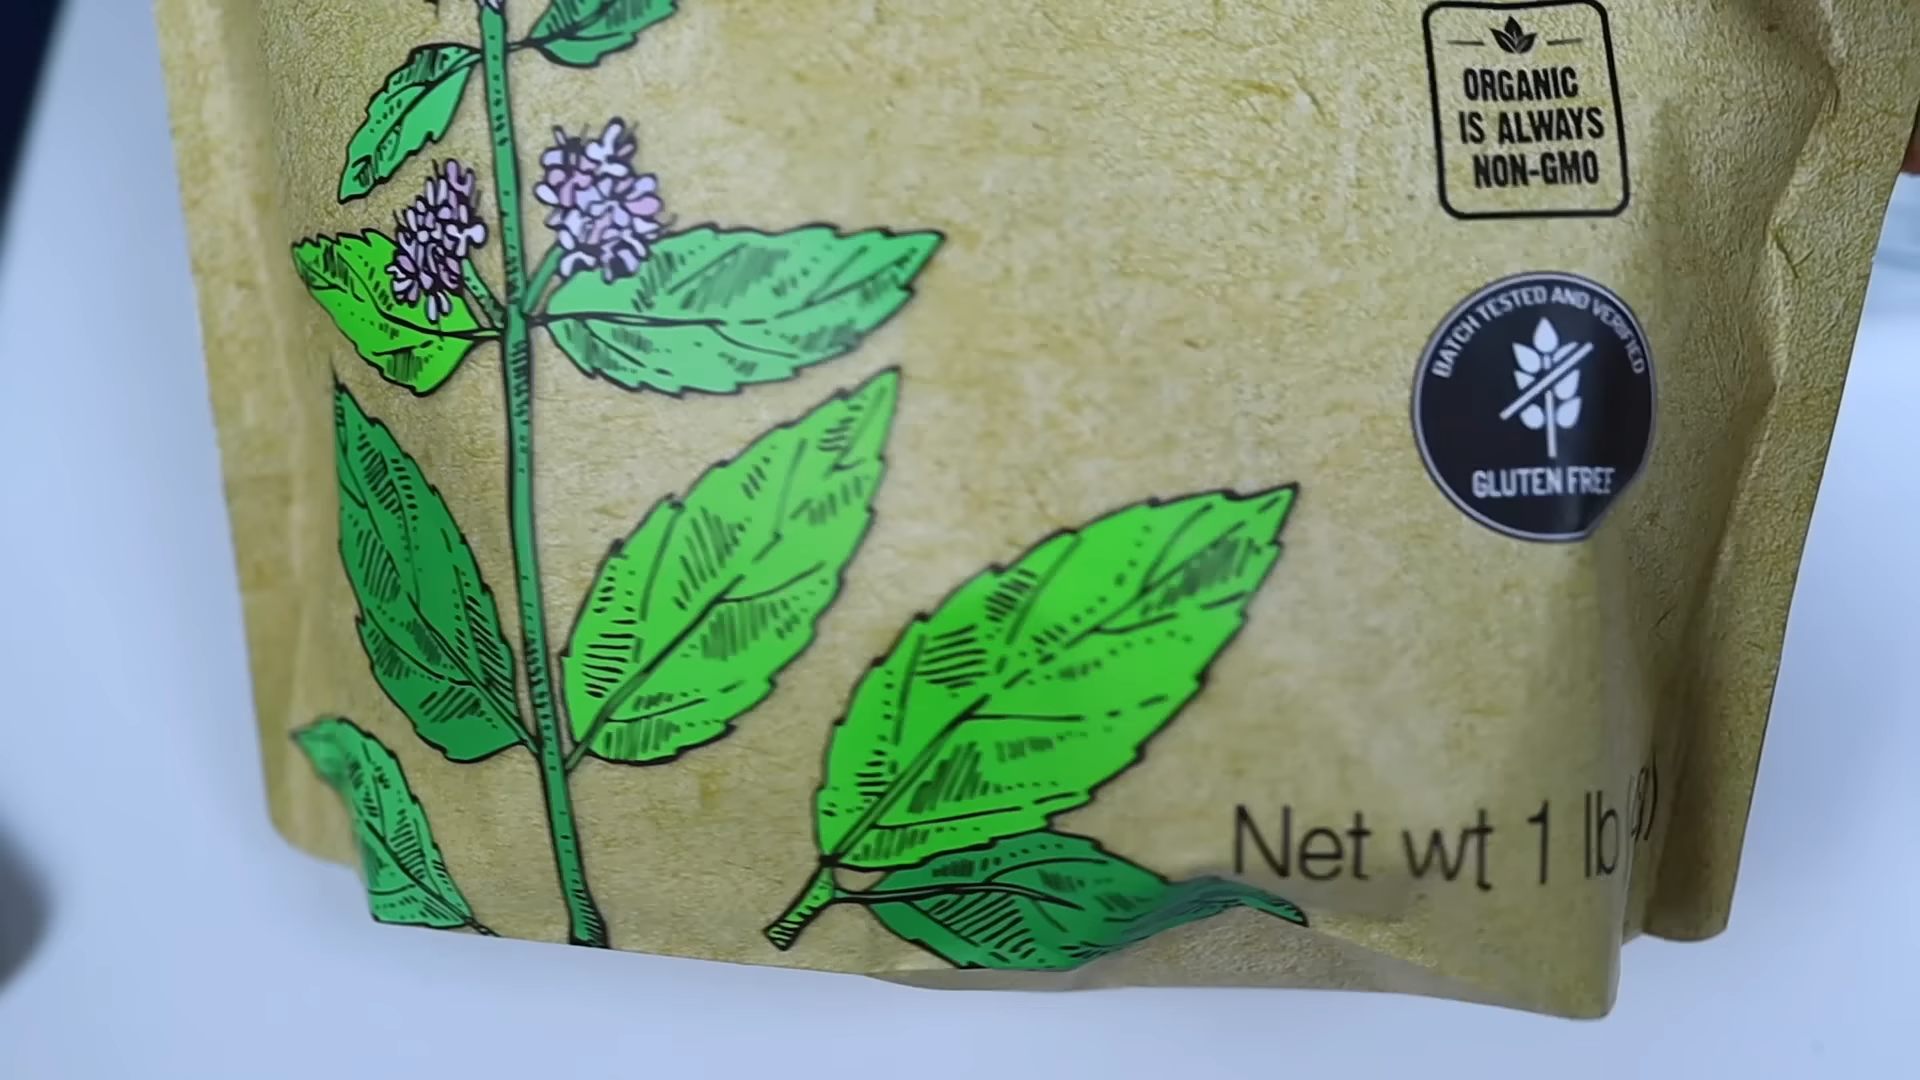 ORGANIC
IS ALWAYS
NON-GMO
BATCH TESTED AND VERIFIED
GLUTEN FREE
Net wt 1 lb